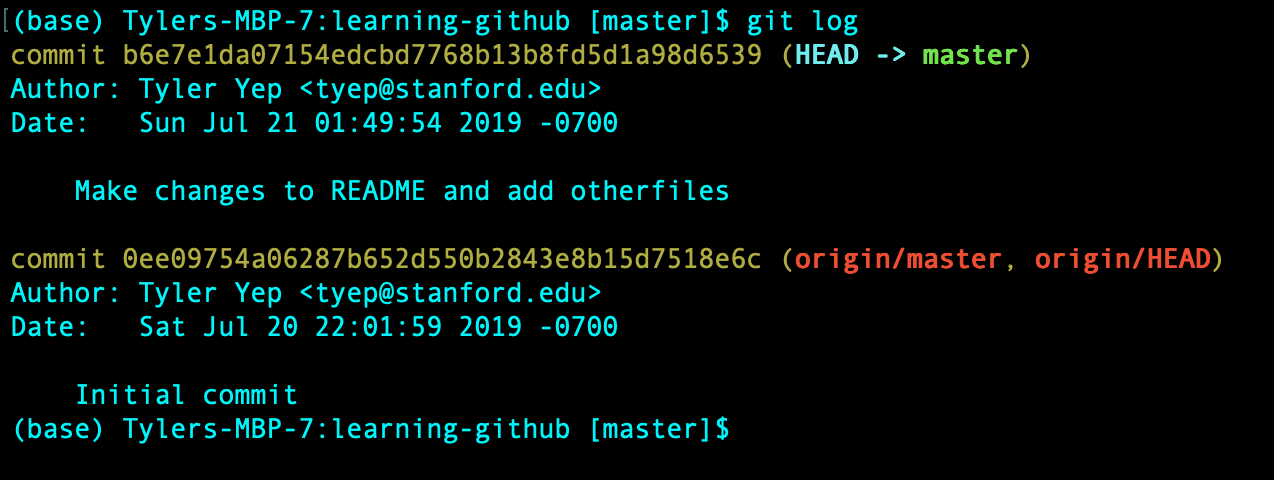 (base) Tylers-MBP-7:learning-github [master]$ git log
commit b6e7e1da07154edcbd7768b13b8fd5d1a98d6539 (HEAD -> master)
Author: Tyler Yep <tyep@stanford.edu>
Date:   Sun Jul 21 01:49:54 2019 -0700

    Make changes to README and add otherfiles

commit 0ee09754a06287b652d550b2843e8b15d7518e6c (origin/master, origin/HEAD)
Author: Tyler Yep <tyep@stanford.edu>
Date:   Sat Jul 20 22:01:59 2019 -0700

    Initial commit
(base) Tylers-MBP-7:learning-github [master]$